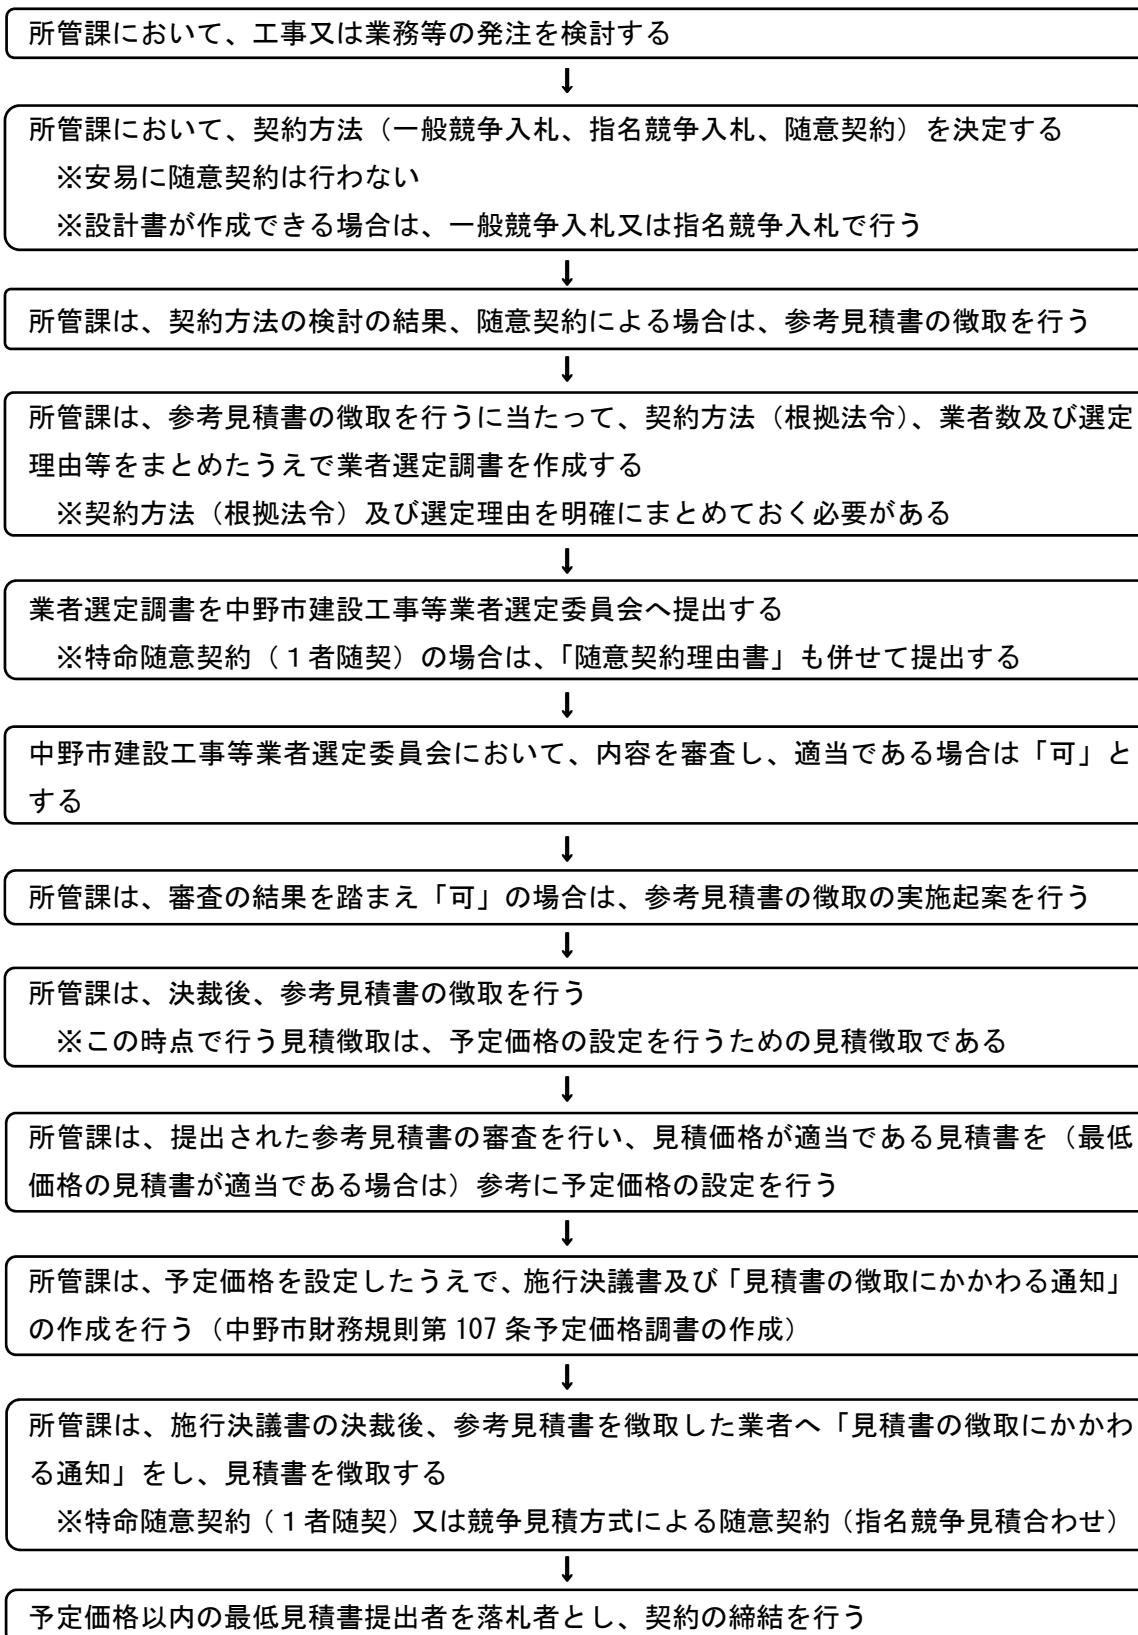 所管課において、工事又は業務等の発注を検討する
↓
所管課において、契約方法（一般競争入札、指名競争入札、随意契約）を決定する
※安易に随意契約は行わない
※設計書が作成できる場合は、一般競争入札又は指名競争入札で行う
↓
所管課は、契約方法の検討の結果、随意契約による場合は、参考見積書の徴取を行う
↓
所管課は、参考見積書の徴取を行うに当たって、契約方法（根拠法令）、業者数及び選定
理由等をまとめたうえで業者選定調書を作成する
※契約方法（根拠法令）及び選定理由を明確にまとめておく必要がある
↓
業者選定調書を中野市建設工事等業者選定委員会へ提出する
※特命随意契約（１者随契）の場合は、「随意契約理由書」も併せて提出する
↓
中野市建設工事等業者選定委員会において、内容を審査し、適当である場合は「可」と
する
↓
所管課は、審査の結果を踏まえ「可」の場合は、参考見積書の徴取の実施起案を行う
↓
所管課は、決裁後、参考見積書の徴取を行う
※この時点で行う見積徴取は、予定価格の設定を行うための見積徴取である
↓
所管課は、提出された参考見積書の審査を行い、見積価格が適当である見積書を（最低
価格の見積書が適当である場合は）参考に予定価格の設定を行う
↓
所管課は、予定価格を設定したうえで、施行決議書及び「見積書の徴取にかかわる通知」
の作成を行う（中野市財務規則第 107 条予定価格調書の作成）
↓
所管課は、施行決議書の決裁後、参考見積書を徴取した業者へ「見積書の徴取にかかわ
る通知」をし、見積書を徴取する
※特命随意契約（１者随契）又は競争見積方式による随意契約（指名競争見積合わせ）
↓
予定価格以内の最低見積書提出者を落札者とし、契約の締結を行う